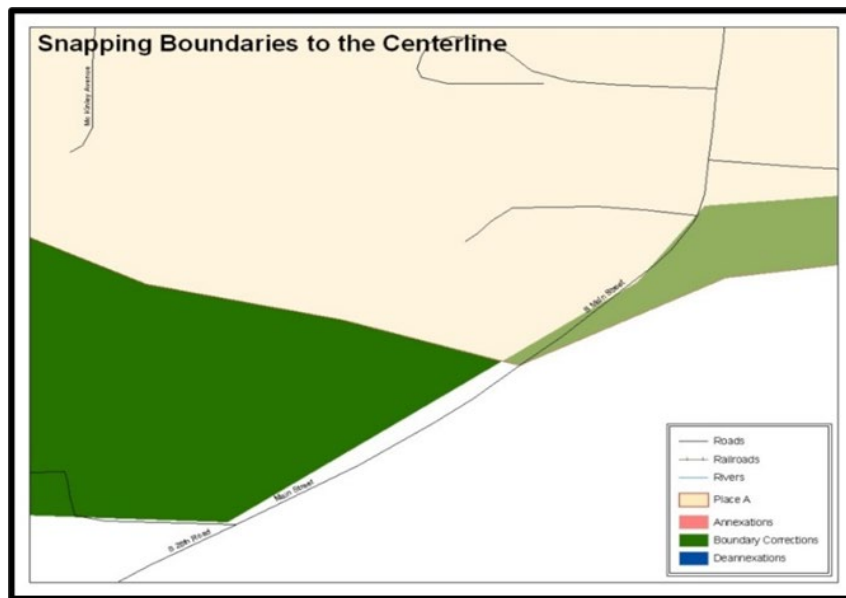 Snapping Boundaries to the Centerline
Mc Kinley Avenue
S Main Street
Main Street
S 28th Road
Roads
Railroads
Rivers
Place A
Annexations
Boundary Corrections
Deannexations